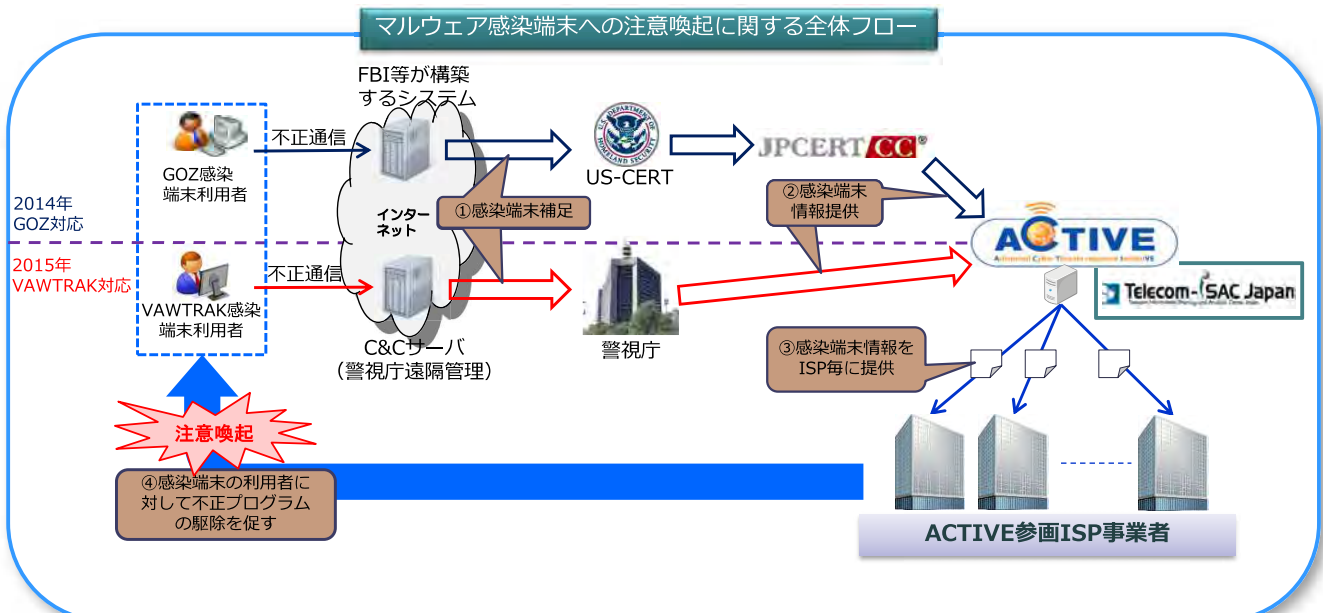 マルウェア感染端末への注意喚起に関する全体フロー
FBI等が構築
するシステム
不正通信
GOZ感染
端末利用者
U.S. DEPARTMENT OF
HOMELAND SECURITY
US-CERT
JPCERT/CC®
2014年
GOZ対応
インター
ネット
①感染端末補足
②感染端末
情報提供
ACTIVE
2015年
VAWTRAK対応
不正通信
VAWTRAK感染
端末利用者
C&Cサーバ
(警視庁遠隔管理)
警視庁
Telecom-ISAC Japan
③感染端末情報を
ISP毎に提供
注意喚起
④感染端末の利用者に
対して不正プログラム
の駆除を促す
ACTIVE参画ISP事業者